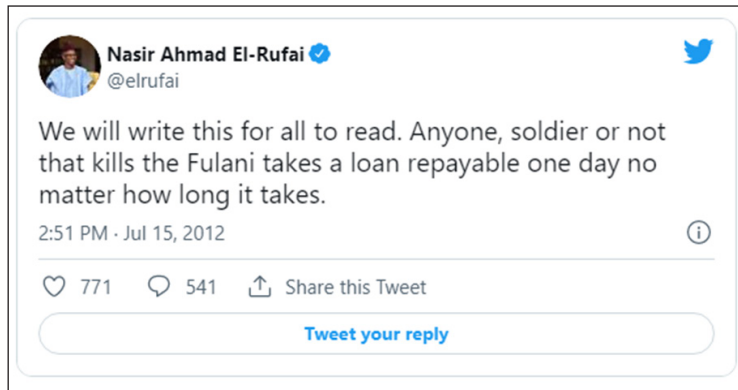 Nasir Ahmad El-Rufai
@elrufai
We will write this for all to read. Anyone, soldier or not
that kills the Fulani takes a loan repayable one day no
matter how long it takes.
2:51 PM · Jul 15, 2012
771 541 Share this Tweet
Tweet your reply